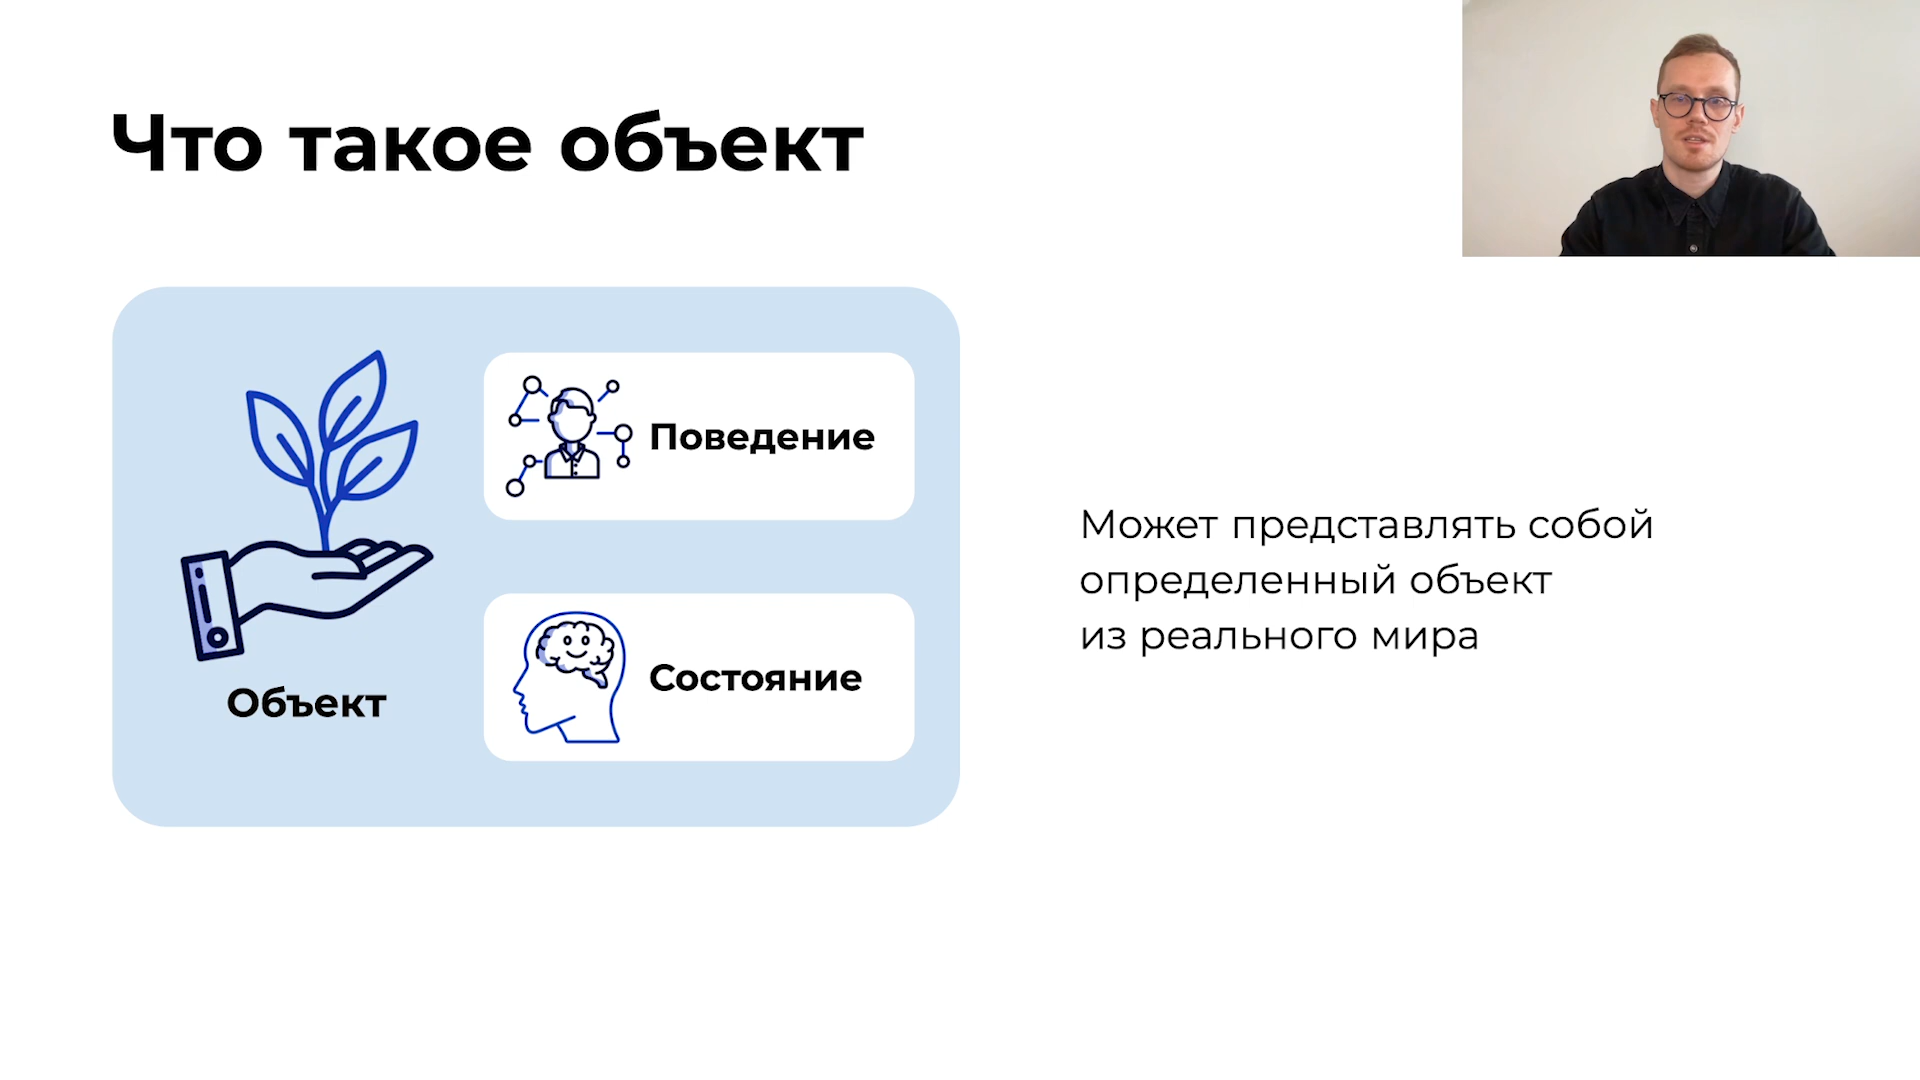 Что такое объект
Поведение
Состояние
Объект
Может представлять собой
определенный объект
из реального мира